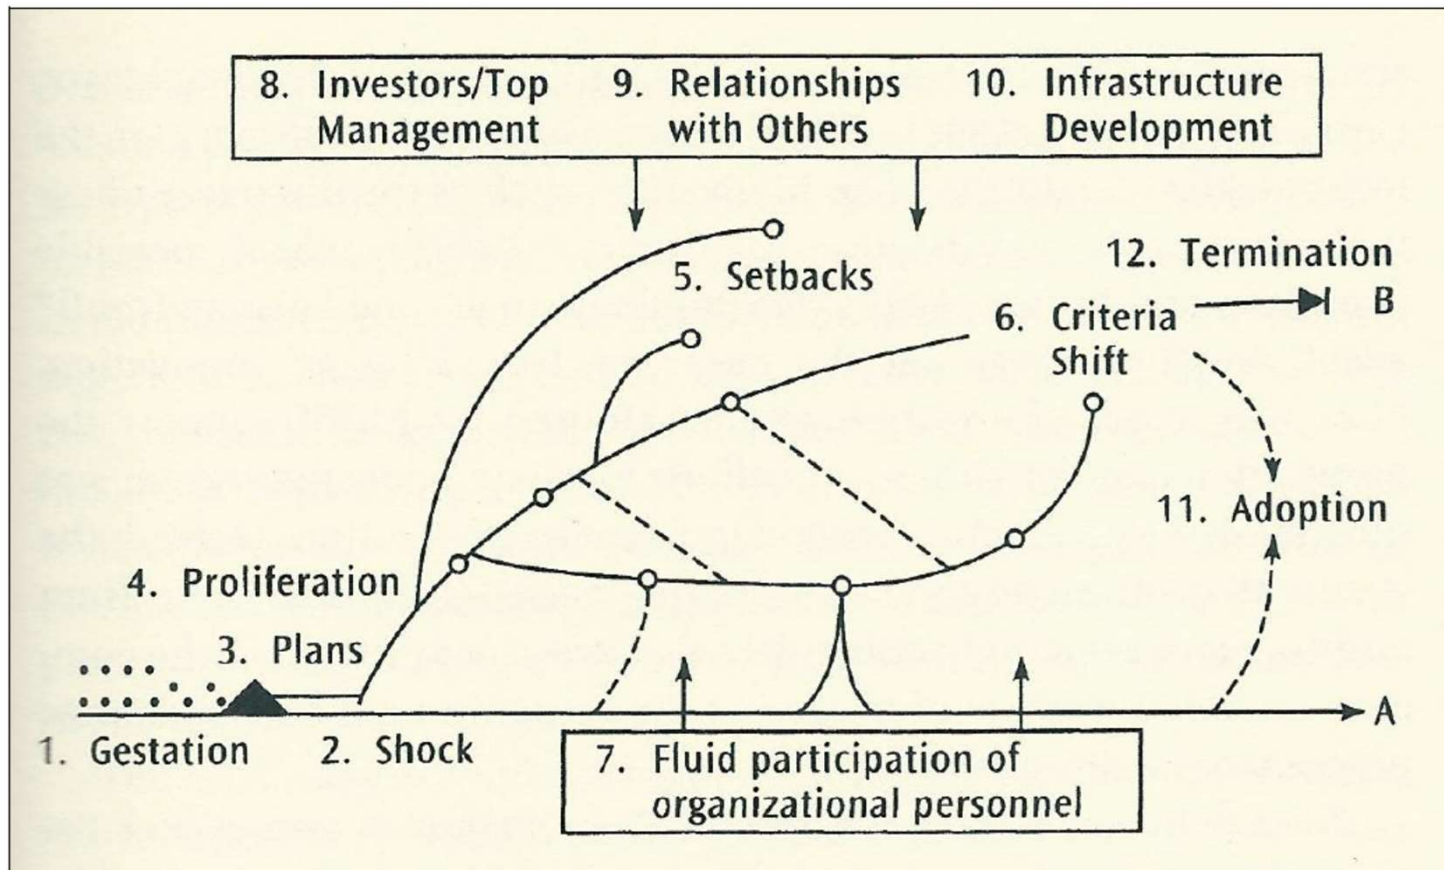 8. Investors/Top Management
9. Relationships with Others
10. Infrastructure Development
5. Setbacks
12. Termination
B
6. Criteria Shift
11. Adoption
4. Proliferation
3. Plans
A
1. Gestation
2. Shock
7. Fluid participation of
organizational personnel